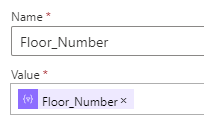 Name *
Floor_Number
Value *
{v} Floor_Number ×